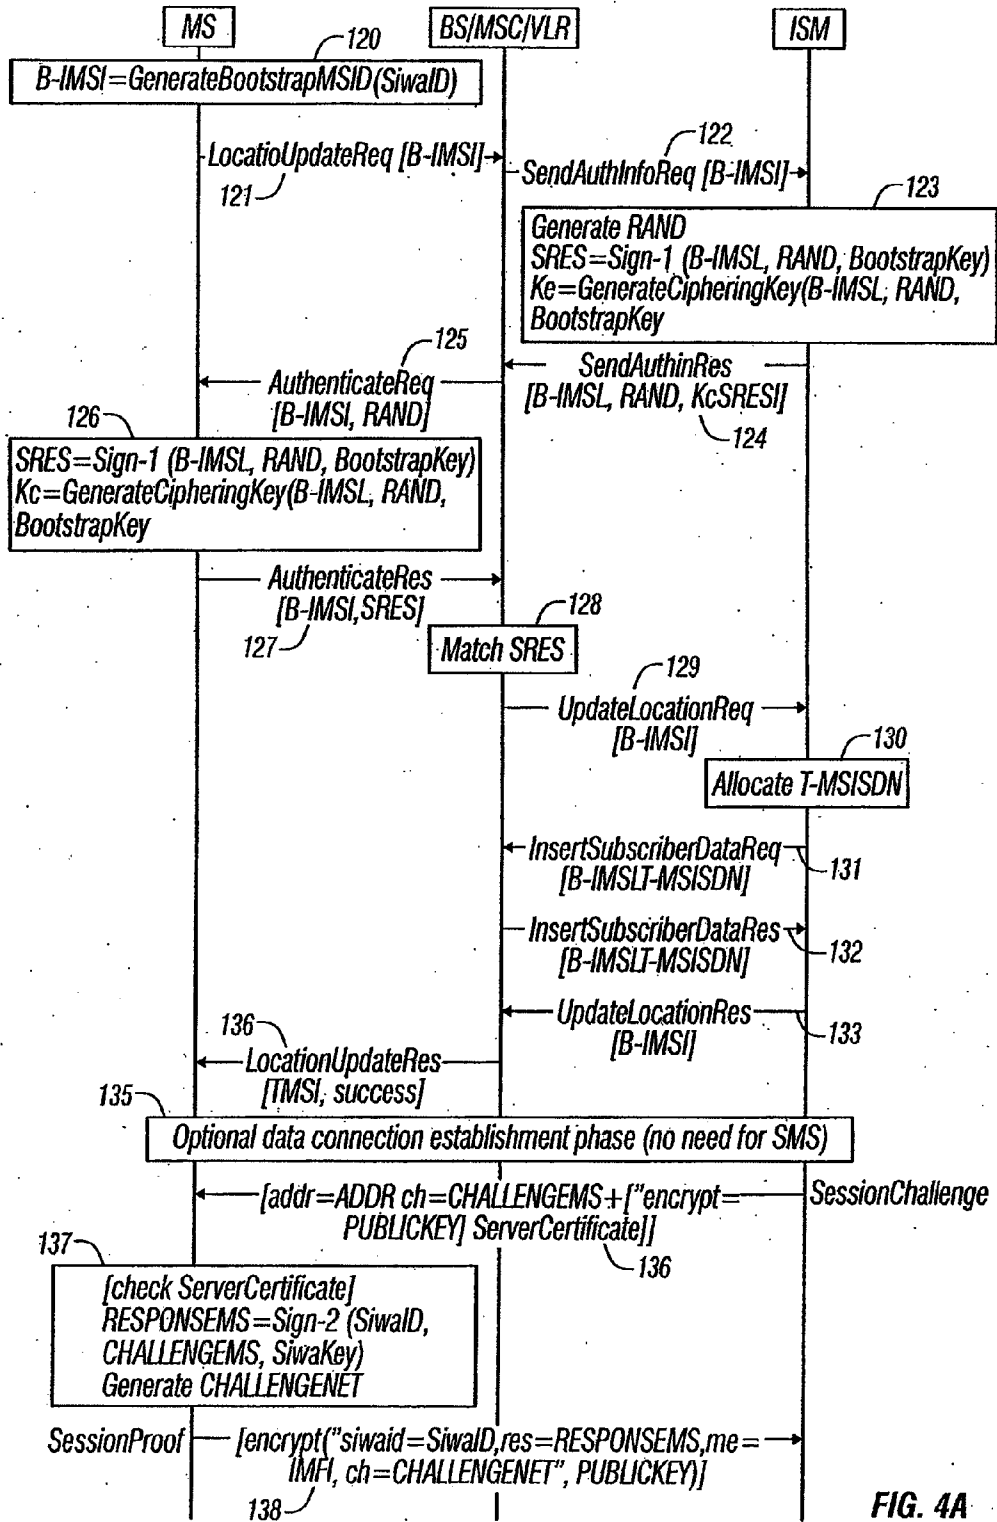 MS
BS/MSC/VLR
ISM
120
B-IMSI=GenerateBootstrapMSID(SiwaID)
122
LocatioUpdateReq [B-IMSI]
SendAuthInfoReq [B-IMSI]
121
123
Generate RAND
SRES=Sign-1 (B-IMSL, RAND, BootstrapKey)
Ke=GenerateCipheringKey(B-IMSL, RAND,
BootstrapKey
125
SendAuthinRes
AuthenticateReq
[B-IMSL, RAND, KcSRESI]
[B-IMSI, RAND]
124
126
SRES=Sign-1 (B-IMSL, RAND, BootstrapKey)
Kc=GenerateCipheringKey(B-IMSL, RAND,
BootstrapKey
AuthenticateRes
[B-IMSI,SRES]
127
128
Match SRES
129
UpdateLocationReq
[B-IMSI]
130
Allocate T-MSISDN
InsertSubscriberDataReq
[B-IMSLT-MSISDN]
131
InsertSubscriberDataRes
[B-IMSLT-MSISDN]
132
UpdateLocationRes
[B-IMSI]
133
136
LocationUpdateRes
[TMSI, success]
135
Optional data connection establishment phase (no need for SMS)
[addr=ADDR ch=CHALLENGEMS+["encrypt=
SessionChallenge
PUBLICKEY] ServerCertificate]]
136
137
[check ServerCertificate]
RESPONSEMS=Sign-2 (SiwaID,
CHALLENGEMS, SiwaKey)
Generate CHALLENGENET
SessionProof
[encrypt("siwaid=SiwaID,res=RESPONSEMS,me=
IMFI, ch=CHALLENGENET", PUBLICKEY)]
138
FIG. 4A